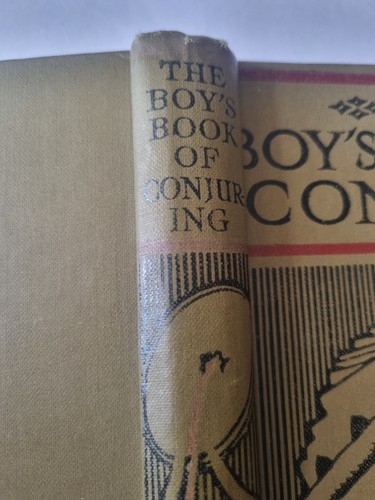 THE
BOY'S
BOOK
OF
CONJUR-
ING
BOY'S
CON